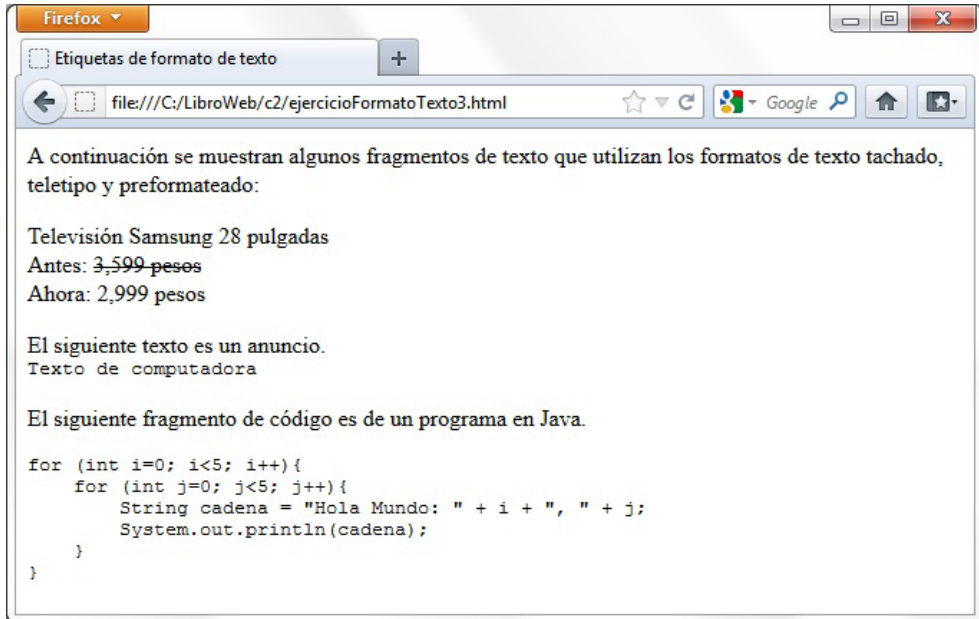 Firefox
Etiquetas de formato de texto
file:///C:/LibroWeb/c2/ejercicioFormatoTexto3.html Google
A continuación se muestran algunos fragmentos de texto que utilizan los formatos de texto tachado,
teletipo y preformateado:
Televisión Samsung 28 pulgadas
Antes: 3,599 pesos
Ahora: 2,999 pesos
El siguiente texto es un anuncio.
Texto de computadora
El siguiente fragmento de código es de un programa en Java.
for (int i=0; i<5; i++){
    for (int j=0; j<5; j++){
        String cadena = "Hola Mundo: " + i + ", " + j;
        System.out.println(cadena);
    }
}